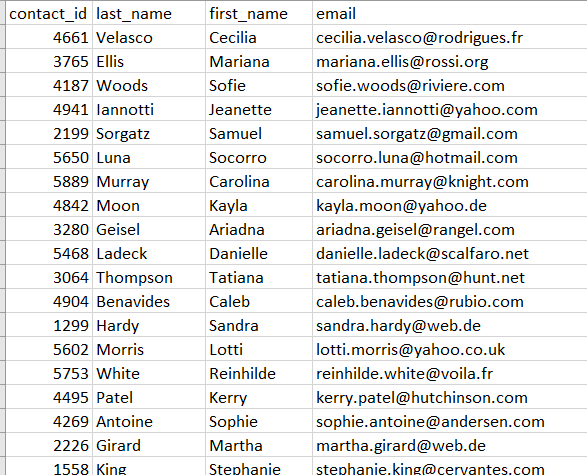 contact_id last_name first_name email
4661 Velasco Cecilia cecilia.velasco@rodrigues.fr
3765 Ellis Mariana mariana.ellis@rossi.org
4187 Woods Sofie sofie.woods@riviere.com
4941 Iannotti Jeanette jeanette.iannotti@yahoo.com
2199 Sorgatz Samuel samuel.sorgatz@gmail.com
5650 Luna Socorro socorro.luna@hotmail.com
5889 Murray Carolina carolina.murray@knight.com
4842 Moon Kayla kayla.moon@yahoo.de
3280 Geisel Ariadna ariadna.geisel@rangel.com
5468 Ladeck Danielle danielle.ladeck@scalfaro.net
3064 Thompson Tatiana tatiana.thompson@hunt.net
4904 Benavides Caleb caleb.benavides@rubio.com
1299 Hardy Sandra sandra.hardy@web.de
5602 Morris Lotti lotti.morris@yahoo.co.uk
5753 White Reinhilde reinhilde.white@voila.fr
4495 Patel Kerry kerry.patel@hutchinson.com
4269 Antoine Sophie sophie.antoine@andersen.com
2226 Girard Martha martha.girard@web.de
1558 King Stephanie stephanie.king@cervantes.com